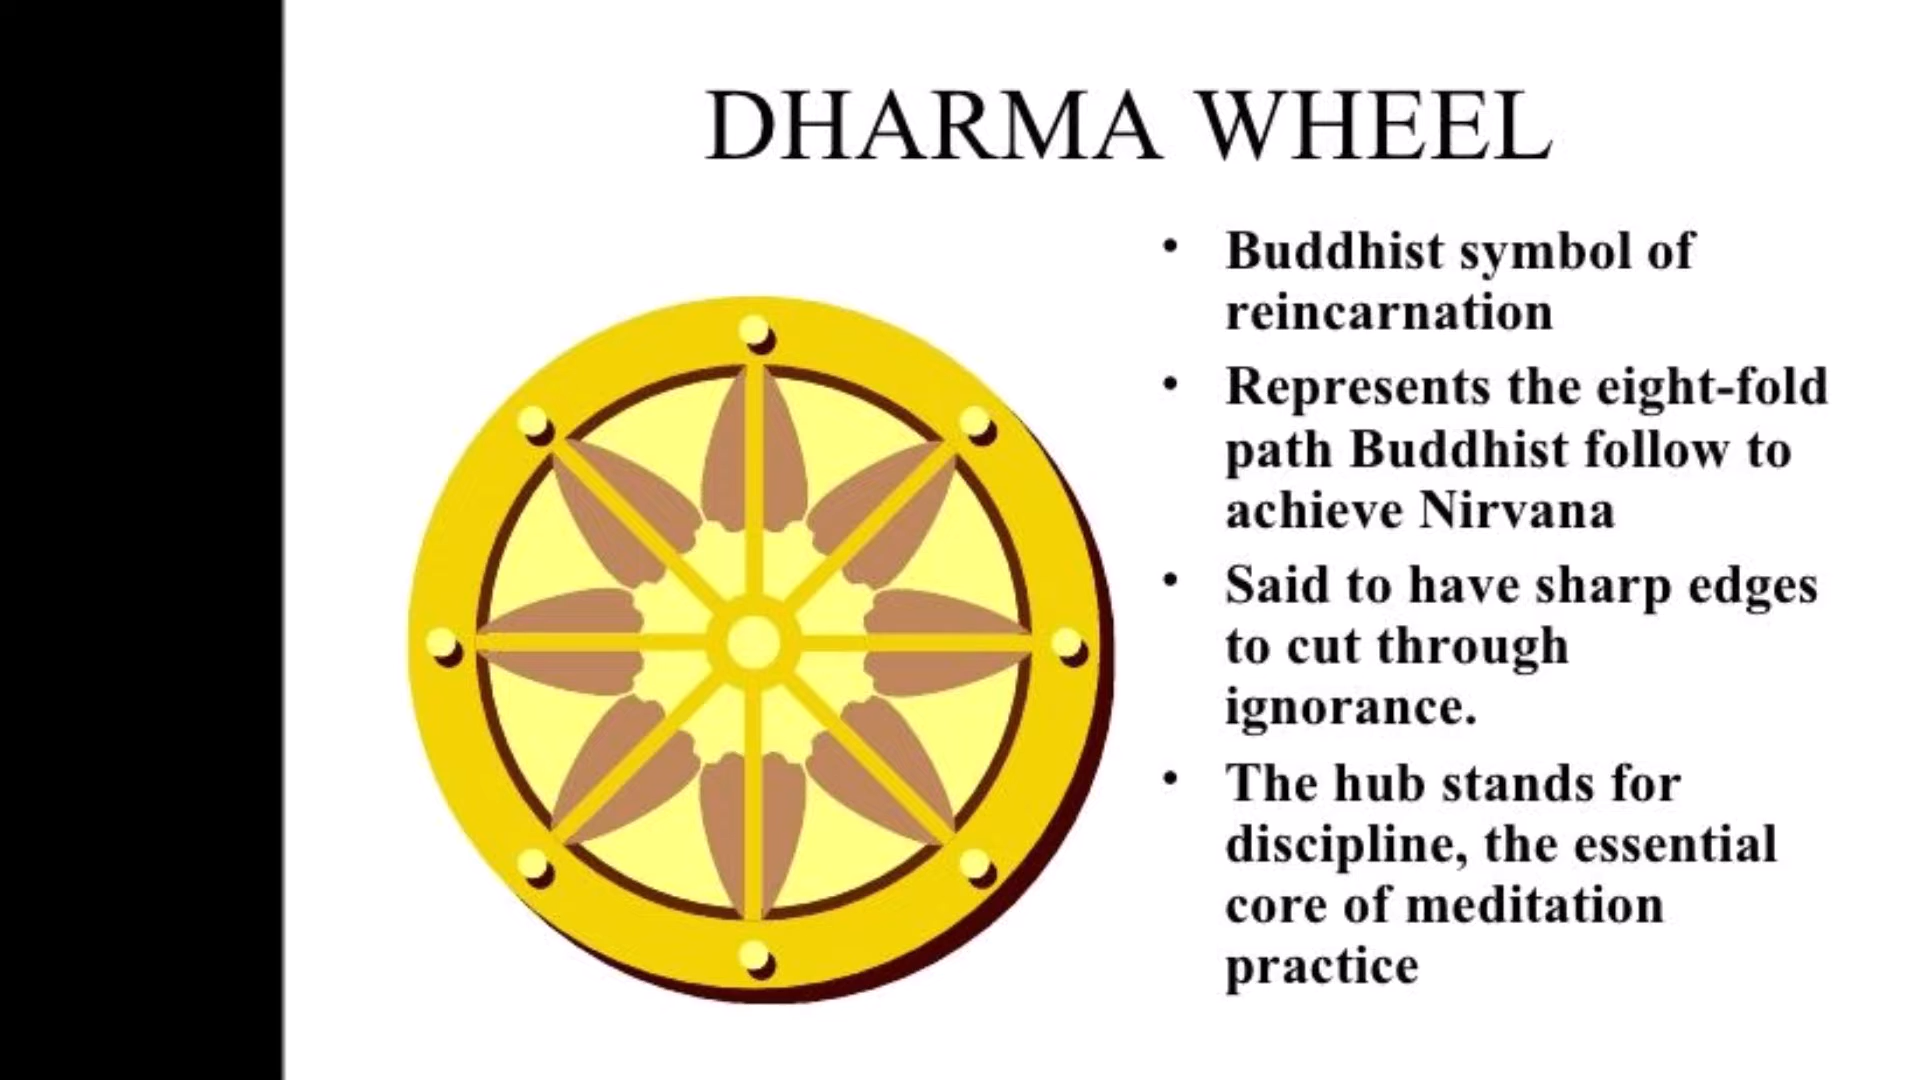 DHARMA WHEEL
• Buddhist symbol of
reincarnation
• Represents the eight-fold
path Buddhist follow to
achieve Nirvana
• Said to have sharp edges
to cut through
ignorance.
• The hub stands for
discipline, the essential
core of meditation
practice